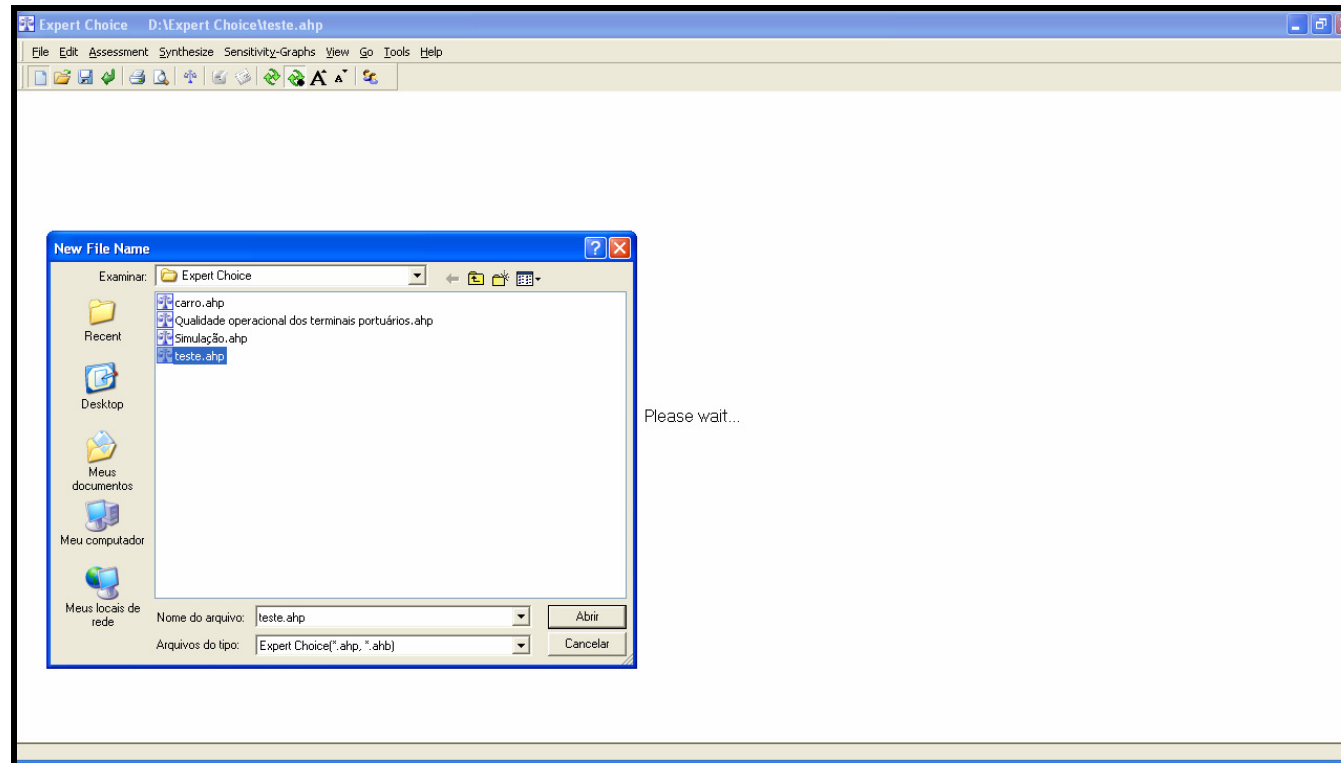 Expert Choice D:\Expert Choice\teste.ahp
File Edit Assessment Synthesize Sensitivity-Graphs View Go Tools Help
A A
New File Name
Examinar: Expert Choice
carro.ahp
Qualidade operacional dos terminais portuários.ahp
Simulação.ahp
teste.ahp
Recent
Desktop
Meus
documentos
Meu computador
Meus locais de
rede
Nome do arquivo: teste.ahp Abrir
Arquivos do tipo: Expert Choice(*.ahp, *.ahb) Cancelar
Please wait...